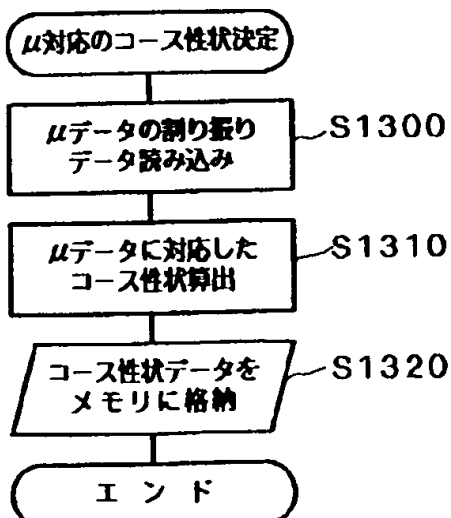 μ対応のコース性状決定
μデータの割り振り
データ読み込み
S1300
μデータに対応した
コース性状算出
S1310
コース性状データを
メモリに格納
S1320
エンド